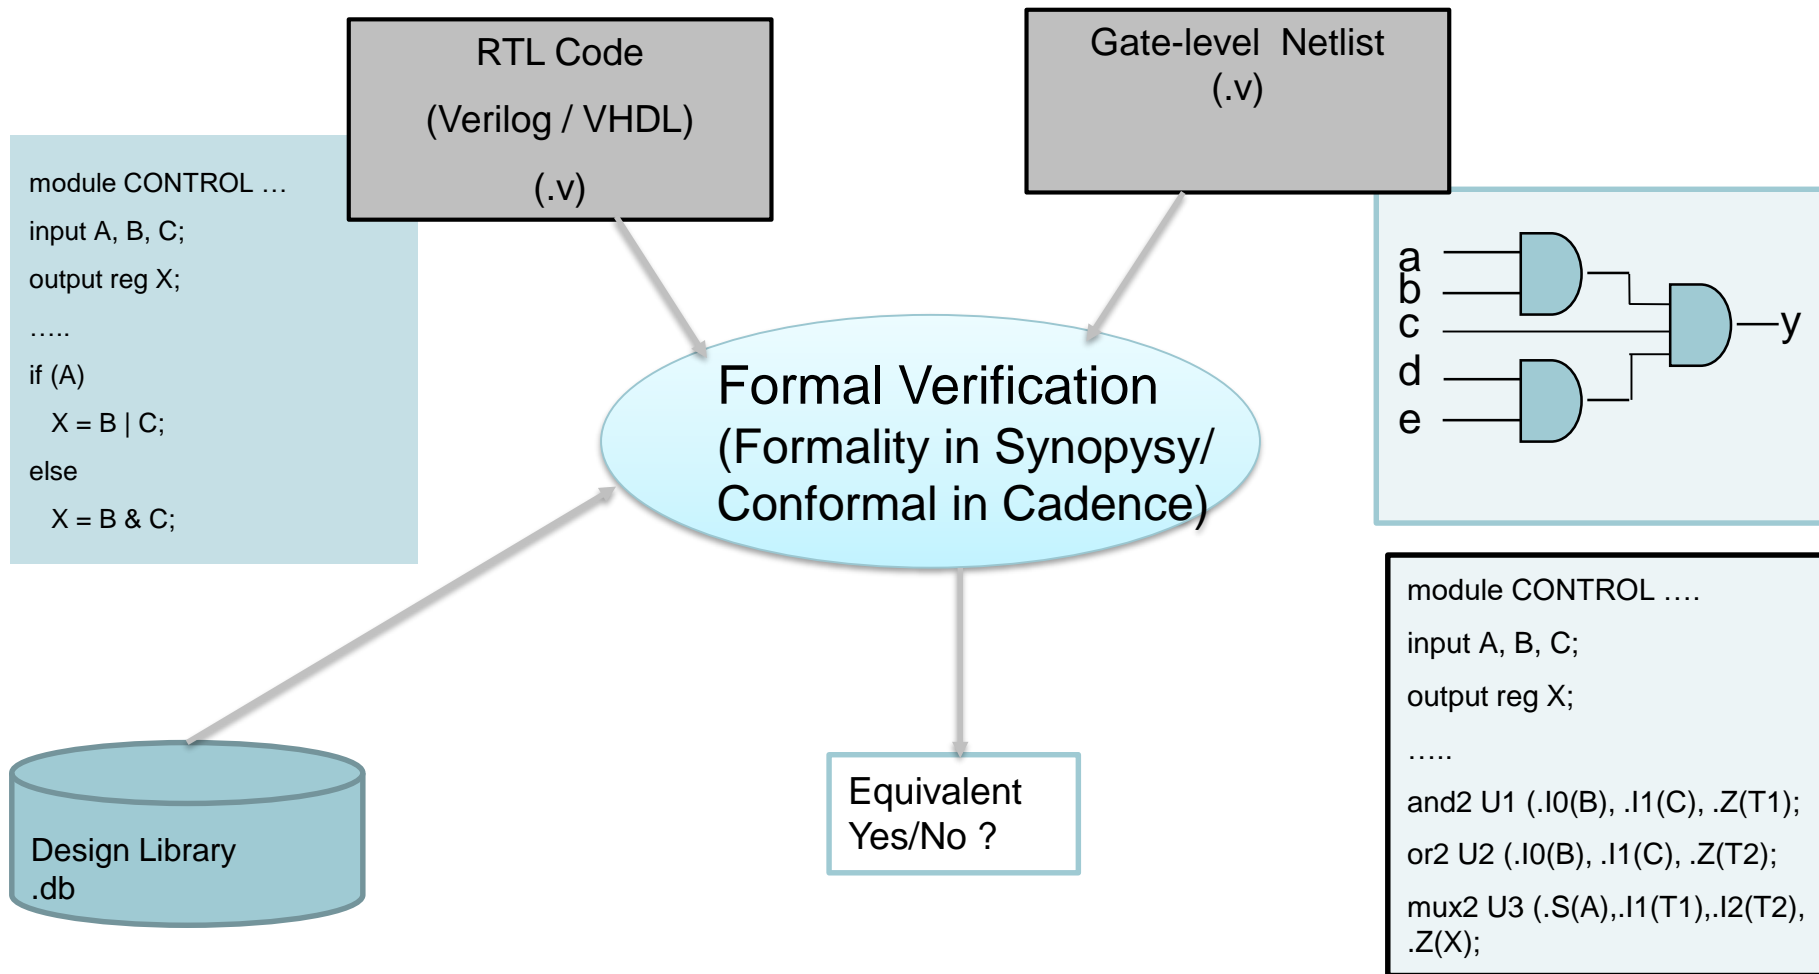 RTL Code
(Verilog / VHDL)
(.v)
Gate-level Netlist
(.v)
module CONTROL …
input A, B, C;
output reg X;
…..
if (A)
X = B | C;
else
X = B & C;
a
b
c
d
e
y
Formal Verification
(Formality in Synopysy/
Conformal in Cadence)
module CONTROL ….
input A, B, C;
output reg X;
…..
and2 U1 (.I0(B), .I1(C), .Z(T1);
or2 U2 (.I0(B), .I1(C), .Z(T2);
mux2 U3 (.S(A),.I1(T1),.I2(T2),
.Z(X);
Design Library
.db
Equivalent
Yes/No ?